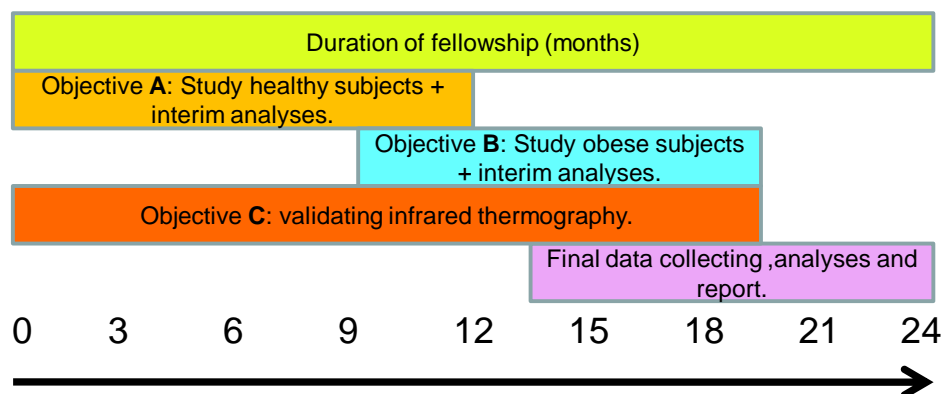 Duration of fellowship (months)
Objective A: Study healthy subjects +
interim analyses.
Objective B: Study obese subjects
+ interim analyses.
Objective C: validating infrared thermography.
Final data collecting ,analyses and
report.
0 3 6 9 12 15 18 21 24